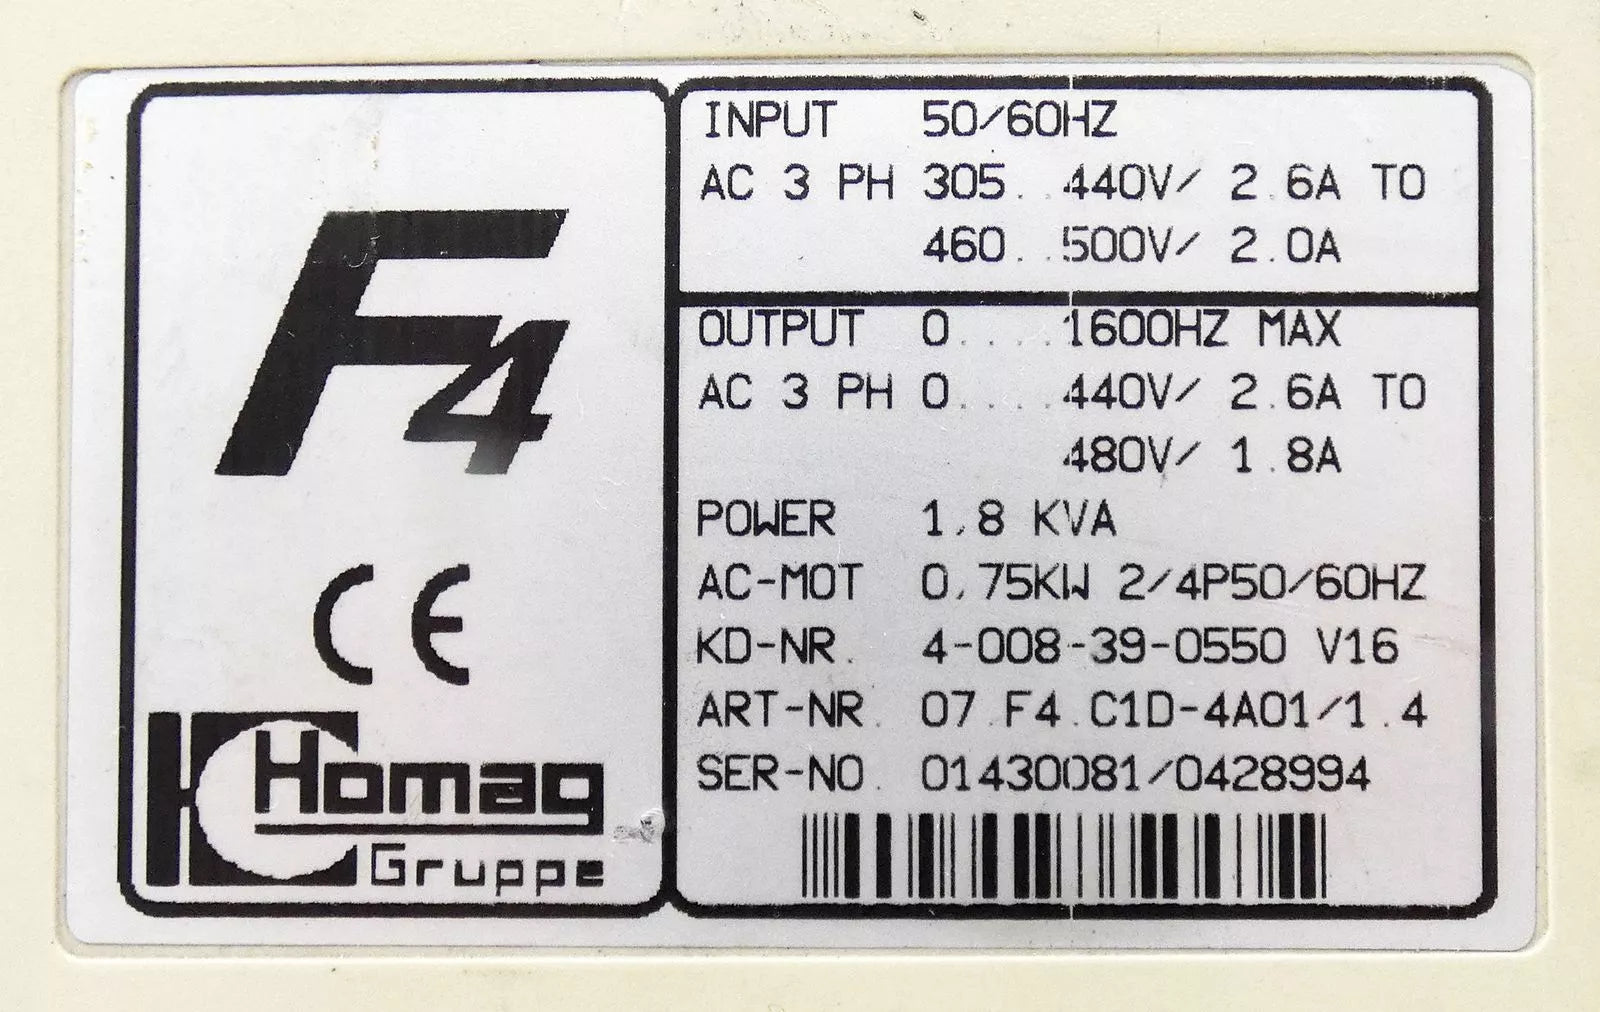 F4
CE
Homag
Gruppe
INPUT 50/60HZ
AC 3 PH 305....440V/ 2.6A TO
460....500V/ 2.0A
OUTPUT 0.....1600HZ MAX
AC 3 PH 0.....440V/ 2.6A TO
480V/ 1.8A
POWER 1,8 KVA
AC-MOT 0,75KW 2/4P50/60HZ
KD-NR. 4-008-39-0550 V16
ART-NR. 07.F4.C1D-4A01/1.4
SER-NO. 01430081/0428994